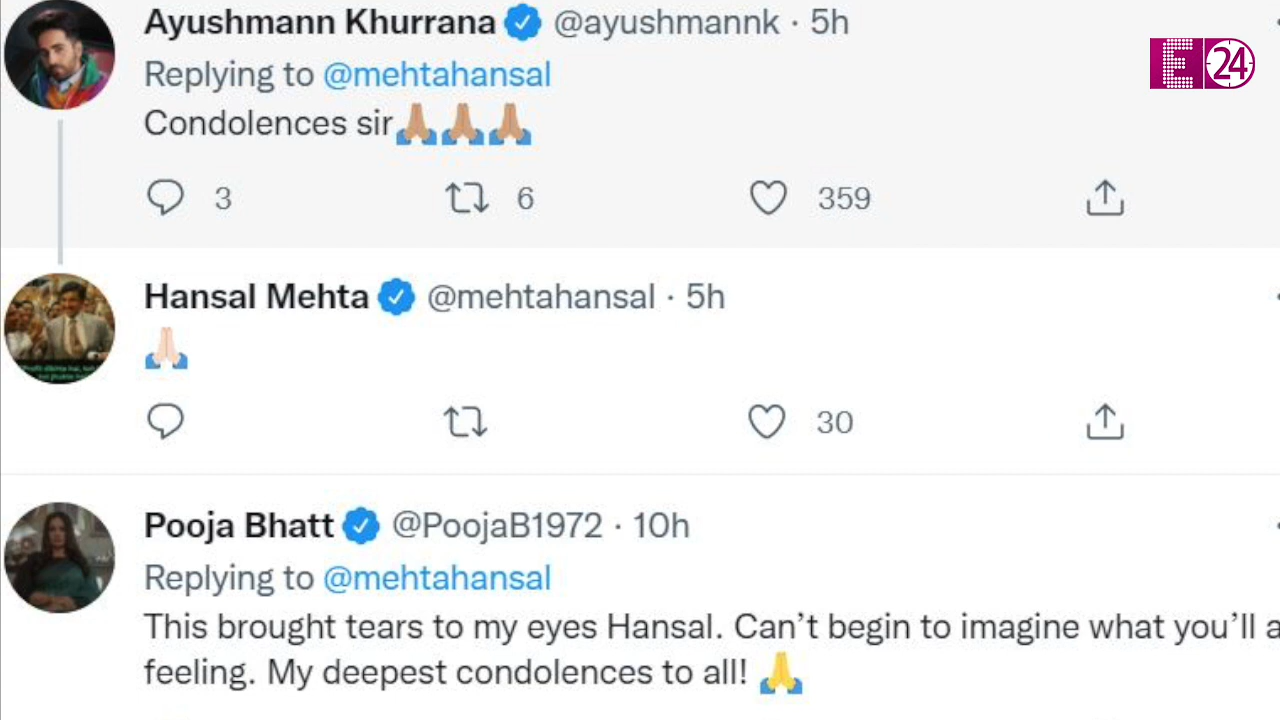 Ayushmann Khurrana @ayushmannk · 5h
E 24
Replying to @mehtahansal
Condolences sir🙏🏽🙏🏽🙏🏽
3 6 359
Hansal Mehta @mehtahansal · 5h
🙏🏻
30
Pooja Bhatt @PoojaB1972 · 10h
Replying to @mehtahansal
This brought tears to my eyes Hansal. Can’t begin to imagine what you’ll
feeling. My deepest condolences to all! 🙏